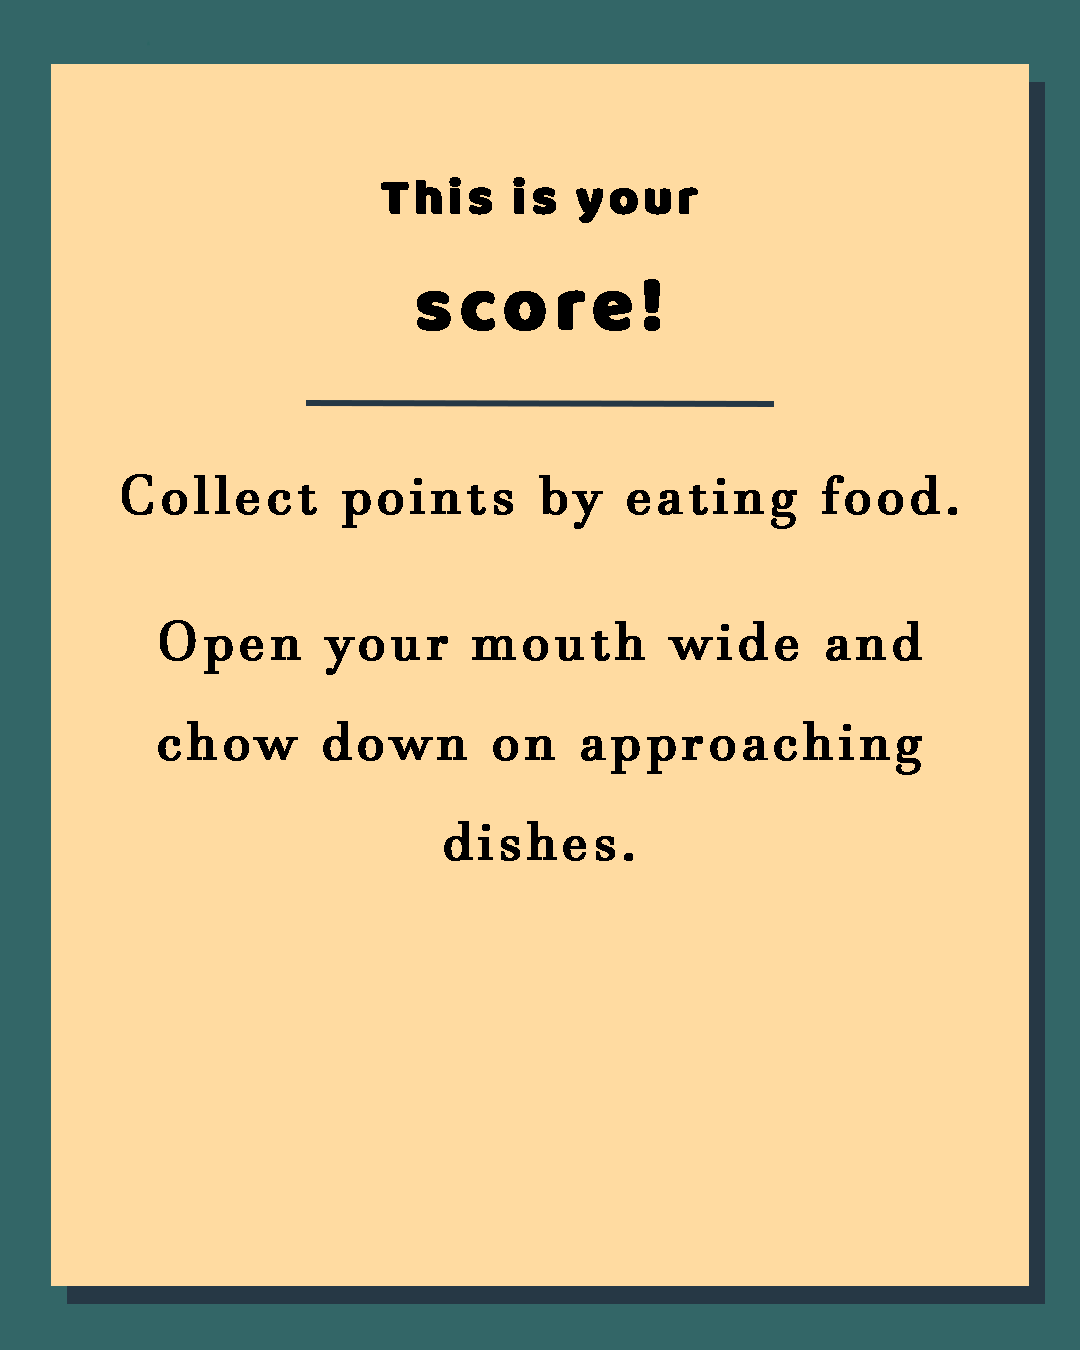 This is your
score!
Collect points by eating food.
Open your mouth wide and
chow down on approaching
dishes.